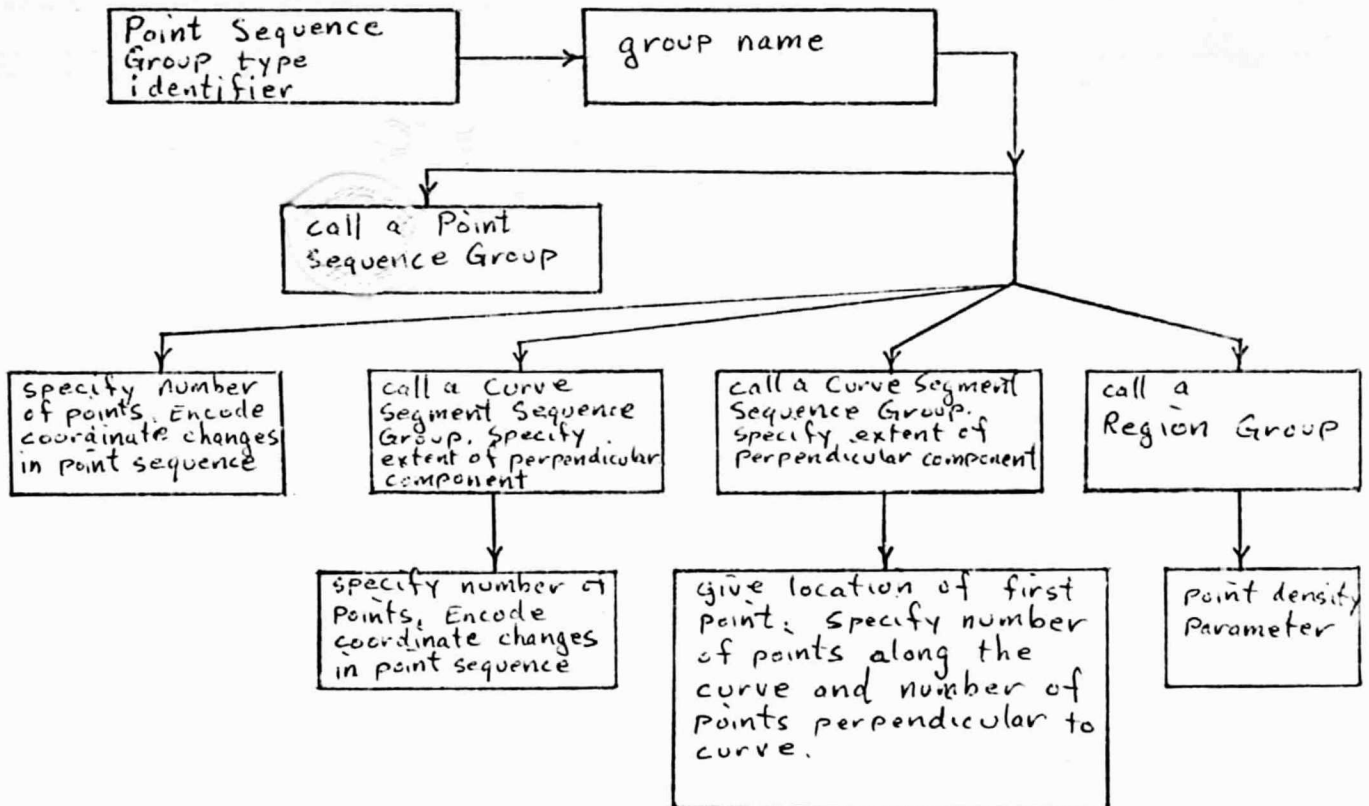 Point Sequence
Group type
identifier
group name
call a Point
Sequence Group
specify number
of points. Encode
coordinate changes
in point sequence
call a Curve
Segment Sequence
Group. Specify
extent of perpendicular
component
call a Curve Segment
Sequence Group.
specify extent of
perpendicular component
call a
Region Group
specify number of
Points. Encode
coordinate changes
in point sequence
give location of first
point. Specify number
of points along the
curve and number of
points perpendicular to
curve.
point density
Parameter